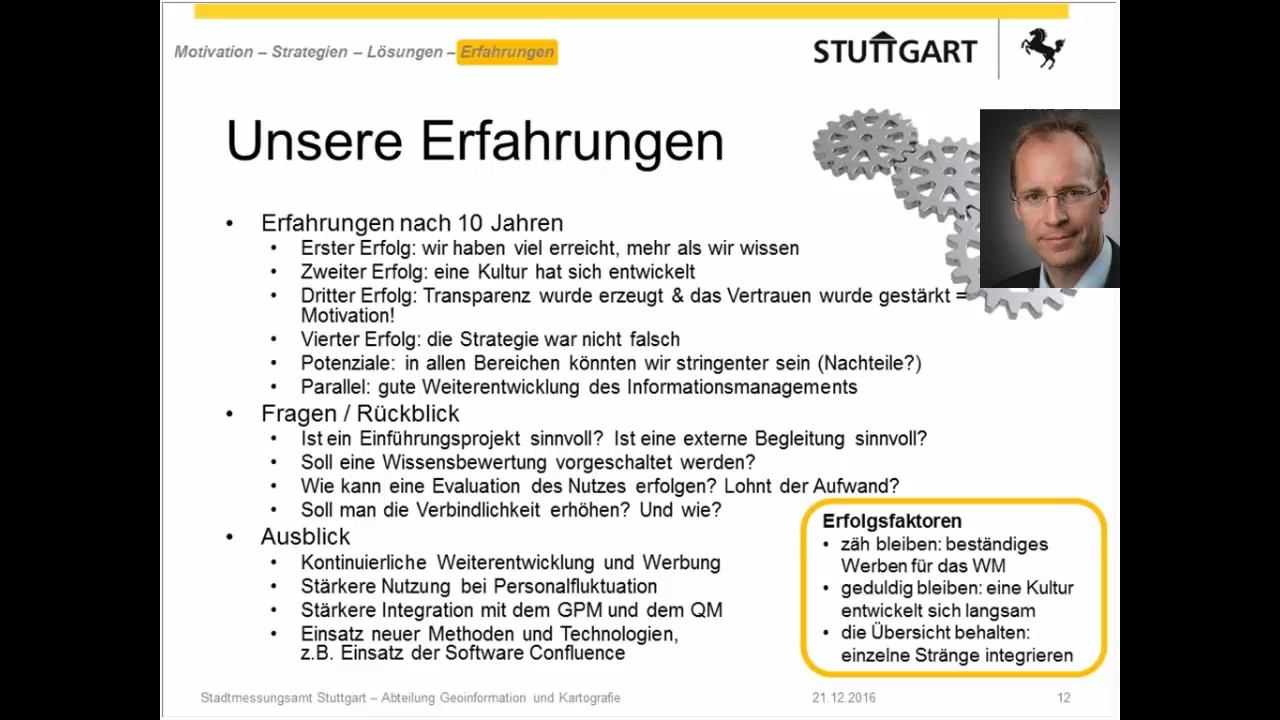 Motivation – Strategien – Lösungen – Erfahrungen
STUTTGART
Unsere Erfahrungen
• Erfahrungen nach 10 Jahren
• Erster Erfolg: wir haben viel erreicht, mehr als wir wissen
• Zweiter Erfolg: eine Kultur hat sich entwickelt
• Dritter Erfolg: Transparenz wurde erzeugt & das Vertrauen wurde gestärkt =
Motivation!
• Vierter Erfolg: die Strategie war nicht falsch
• Potenziale: in allen Bereichen könnten wir stringenter sein (Nachteile?)
• Parallel: gute Weiterentwicklung des Informationsmanagements
• Fragen / Rückblick
• Ist ein Einführungsprojekt sinnvoll? Ist eine externe Begleitung sinnvoll?
• Soll eine Wissensbewertung vorgeschaltet werden?
• Wie kann eine Evaluation des Nutzes erfolgen? Lohnt der Aufwand?
• Soll man die Verbindlichkeit erhöhen? Und wie?
• Ausblick
• Kontinuierliche Weiterentwicklung und Werbung
• Stärkere Nutzung bei Personalfluktuation
• Stärkere Integration mit dem GPM und dem QM
• Einsatz neuer Methoden und Technologien,
z.B. Einsatz der Software Confluence
Erfolgsfaktoren
• zäh bleiben: beständiges
Werben für das WM
• geduldig bleiben: eine Kultur
entwickelt sich langsam
• die Übersicht behalten:
einzelne Stränge integrieren
Stadtmessungsamt Stuttgart – Abteilung Geoinformation und Kartografie
21.12.2016
12